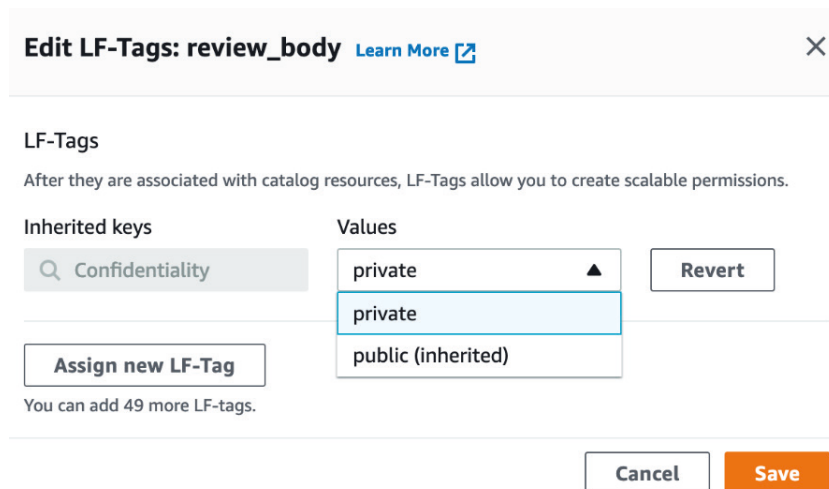 Edit LF-Tags: review_body Learn More
LF-Tags
After they are associated with catalog resources, LF-Tags allow you to create scalable permissions.
Inherited keys Values
Confidentiality private Revert
private
public (inherited)
Assign new LF-Tag
You can add 49 more LF-tags.
Cancel Save